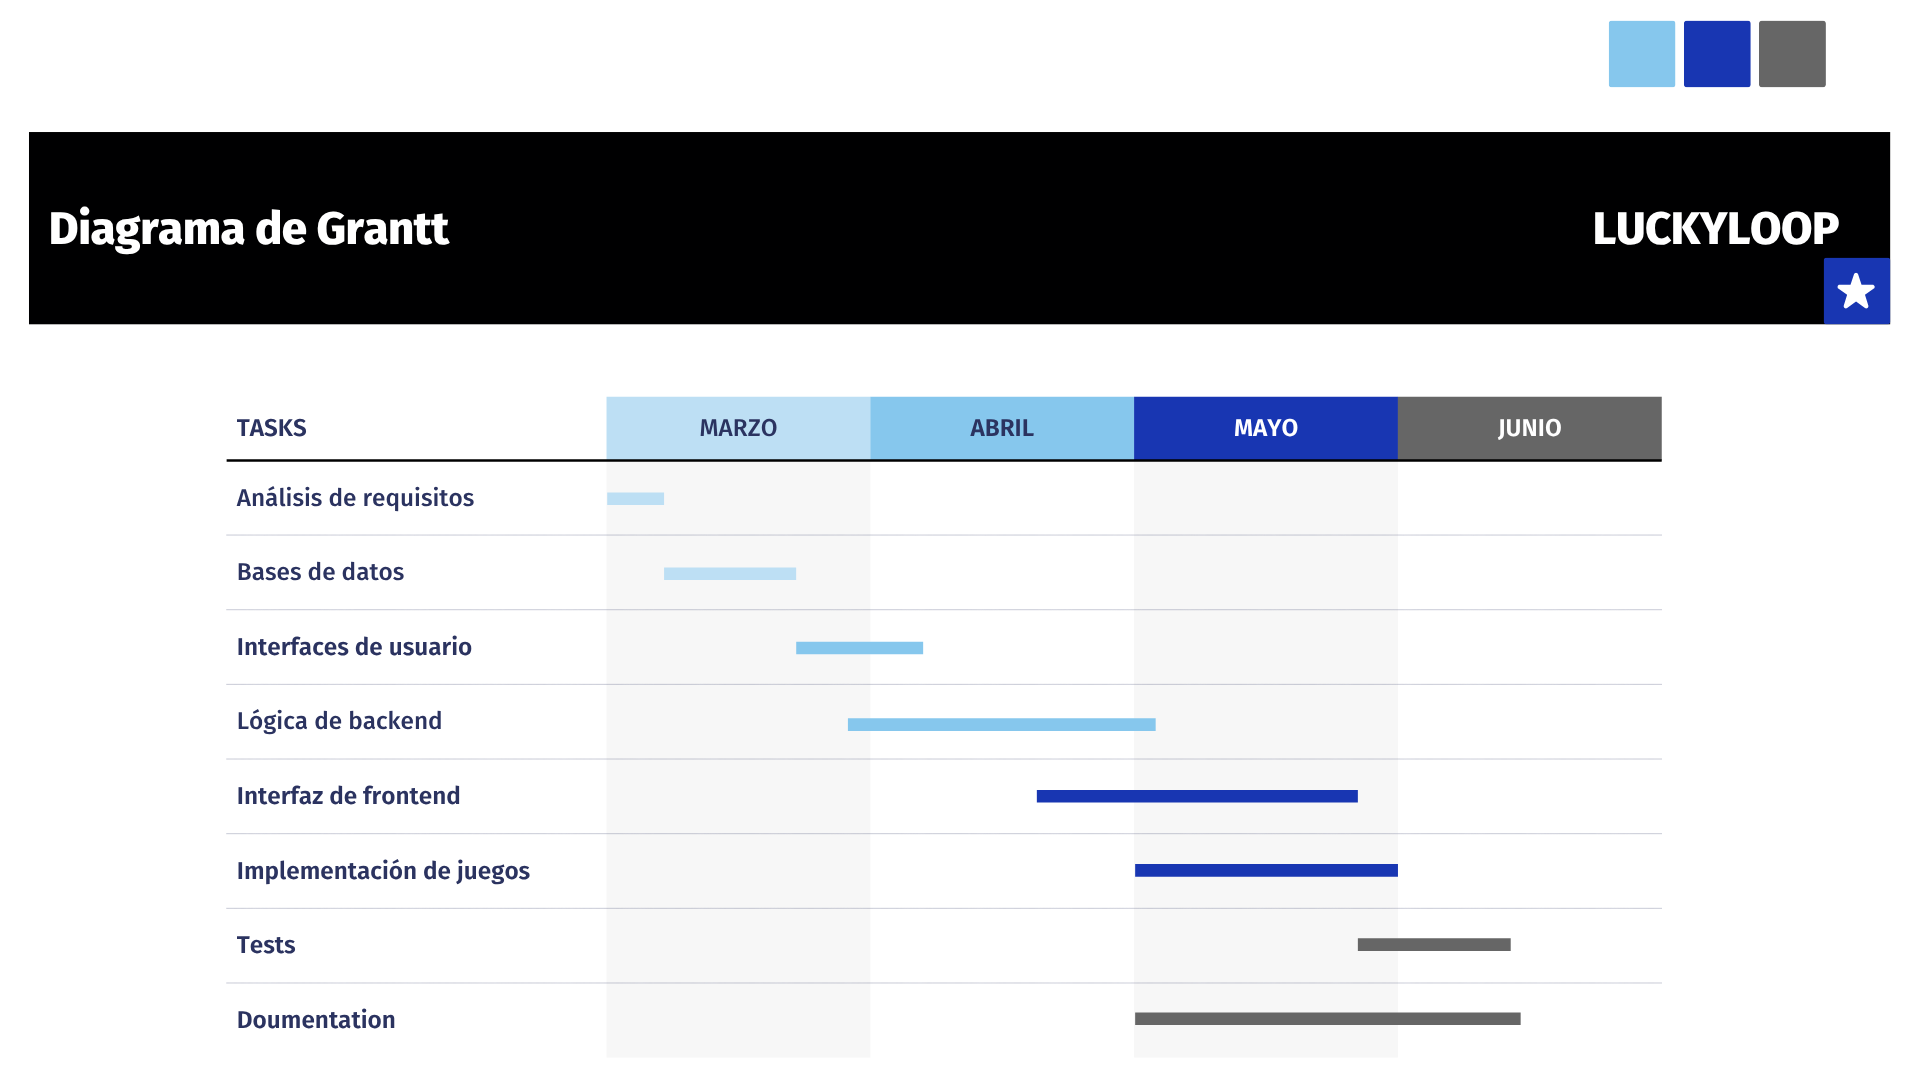 Diagrama de Grantt
LUCKYLOOP
TASKS MARZO ABRIL MAYO JUNIO
Análisis de requisitos
Bases de datos
Interfaces de usuario
Lógica de backend
Interfaz de frontend
Implementación de juegos
Tests
Doumentation